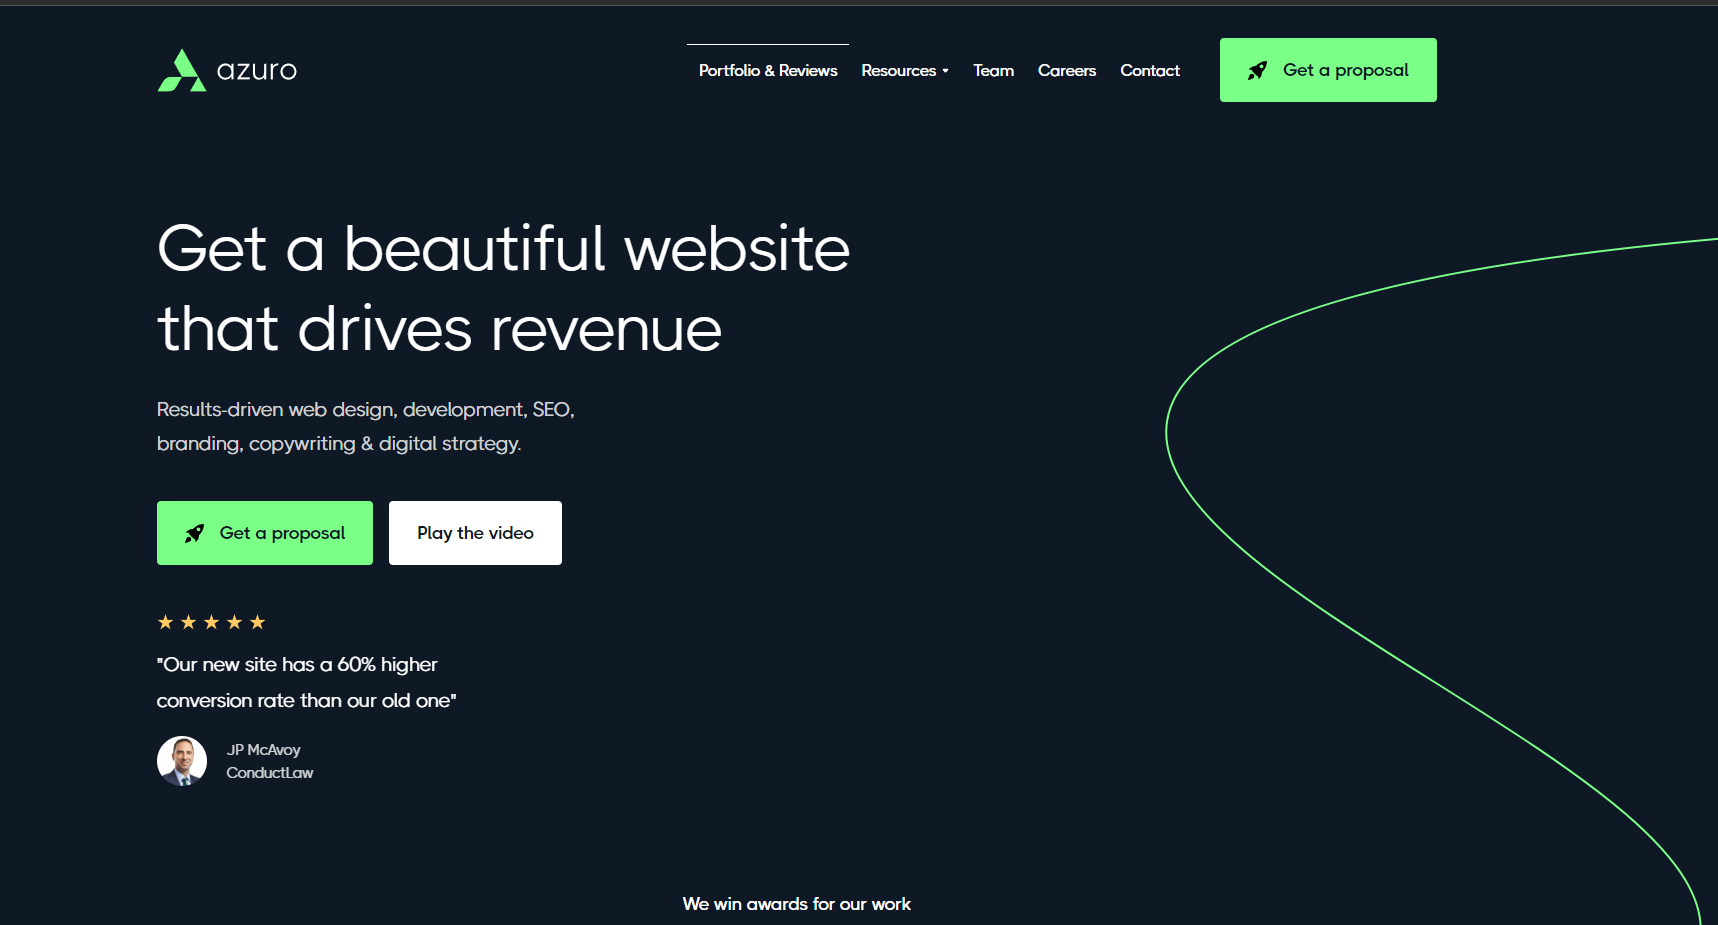 azuro
Portfolio & Reviews
Resources
Team
Careers
Contact
Get a proposal
Get a beautiful website
that drives revenue
Results-driven web design, development, SEO,
branding, copywriting & digital strategy.
Get a proposal
Play the video
"Our new site has a 60% higher
conversion rate than our old one"
JP McAvoy
ConductLaw
We win awards for our work